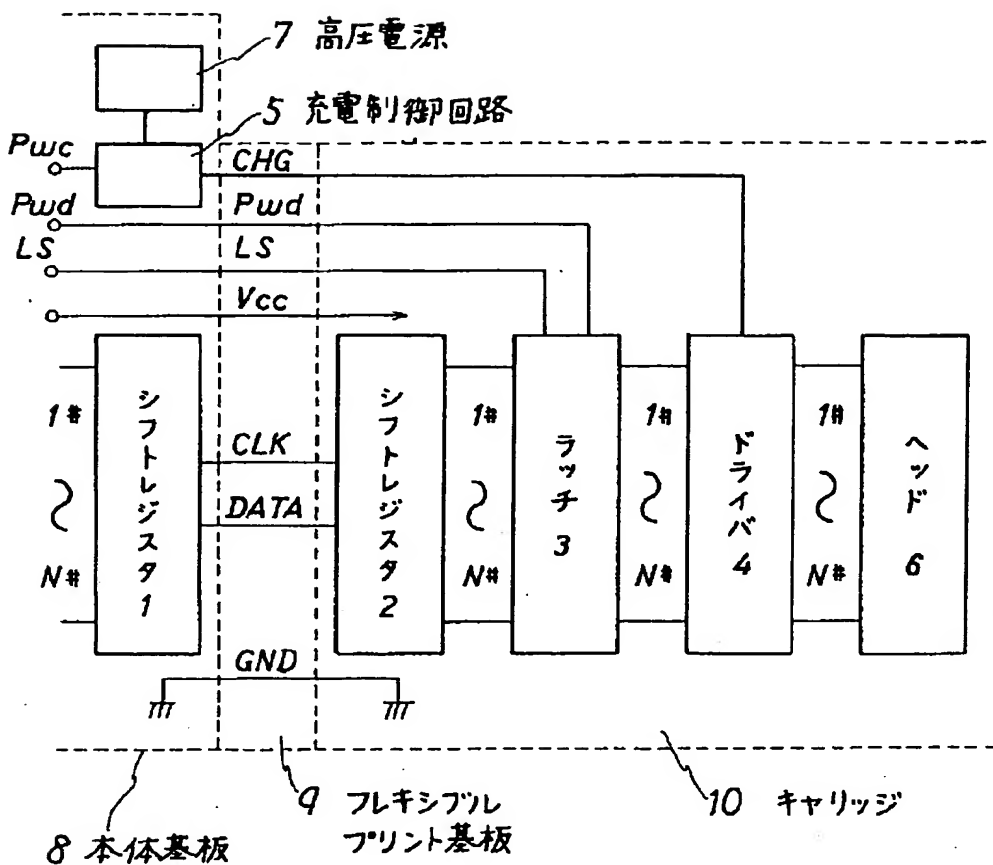 7 高圧電源
5 充電制御回路
Pwc
CHG
Pwd
Pwd
LS
LS
Vcc
シフトレジスタ1
シフトレジスタ2
ラッチ3
ドライバ4
ヘッド6
1#
N#
1#
N#
1#
N#
1#
N#
CLK
DATA
GND
8 本体基板
9 フレキシブル
プリント基板
10 キャリッジ